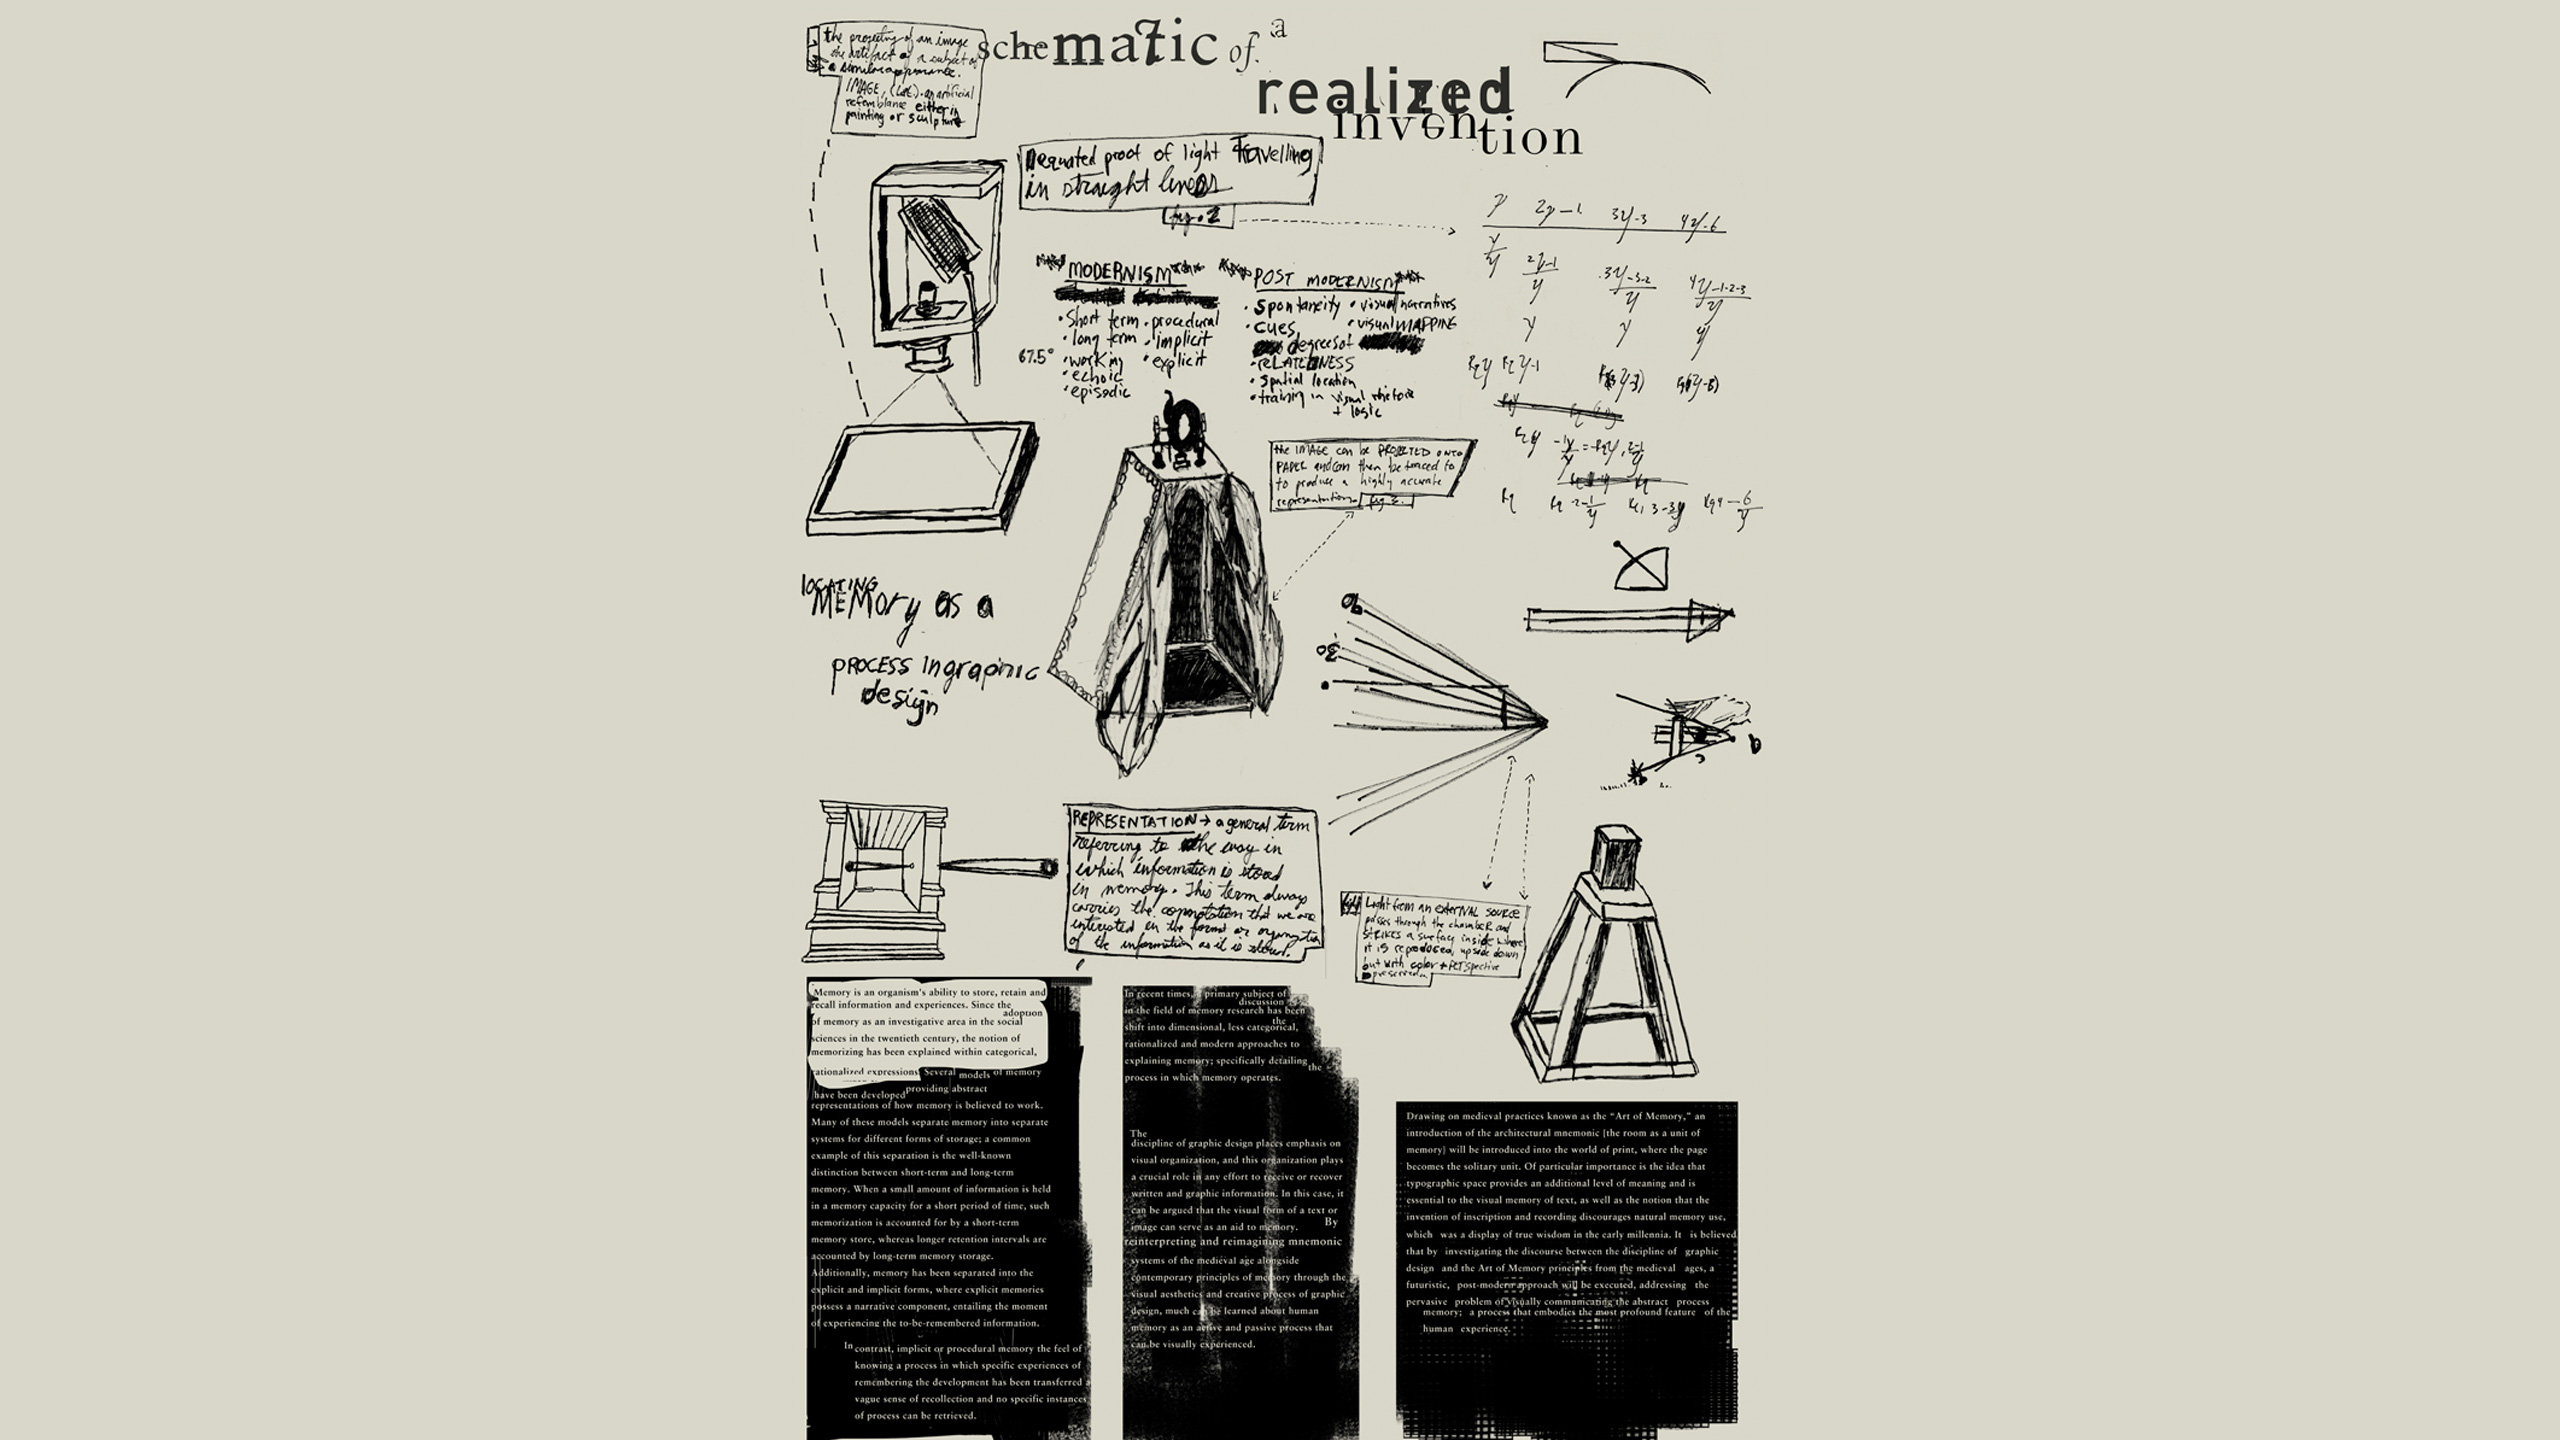 the projecting of an image
the artifact of a subject of
a similar appearance.
IMAGE, (Lat.) an artificial
resemblance either in
painting or sculpture
schematic of a
realized
invention
Adequated proof of light Travelling
in straight lines
fig. 2
MODERNISM
• Short term
• long term
• working
• echoic
• episodic
• procedural
• implicit
• explicit
67.5°
POST MODERNISM
• spontaneity
• cues
degrees of
• reLATEDNESS
• spatial location
• training in visual rhetoric
+ logic
• visual narratives
• visual MAPPING
y 2y-1 3y-3 4y-6
the IMAGE can be PROJECTED ONTO
PAPER and can then be traced to
to produce a highly accurate
representation.
locATING
MEMory as a
PROCESS in graphic
design
REPRESENTATION → a general term
referring to the way in
which information is stored
in memory. This term always
carries the connotation that we are
interested in the format or organization
of the information as it is stored.
Light from an exteRNAL SOURCE
passes through the chambeR and
STRIKES a surface inside where
it is reproduced, upside down
but with color + PERSpective
preserved.
Memory is an organism's ability to store, retain and
recall information and experiences. Since the
adoption
of memory as an investigative area in the social
sciences in the twentieth century, the notion of
memorizing has been explained within categorical,
rationalized expressions. Several models of memory
have been developed providing abstract
representations of how memory is believed to work.
Many of these models separate memory into separate
systems for different forms of storage; a common
example of this separation is the well-known
distinction between short-term and long-term
memory. When a small amount of information is held
in a memory capacity for a short period of time, such
memorization is accounted for by a short-term
memory store, whereas longer retention intervals are
accounted by long-term memory storage.
Additionally, memory has been separated into the
explicit and implicit forms, where explicit memories
possess a narrative component, entailing the moment
of experiencing the to-be-remembered information.
In contrast, implicit or procedural memory the feel of
knowing a process in which specific experiences of
remembering the development has been transferred a
vague sense of recollection and no specific instances
of process can be retrieved.
In recent times, a primary subject of
discussion
in the field of memory research has been
the
shift into dimensional, less categorical,
rationalized and modern approaches to
explaining memory; specifically detailing
the
process in which memory operates.
The
discipline of graphic design places emphasis on
visual organization, and this organization plays
a crucial role in any effort to receive or recover
written and graphic information. In this case, it
can be argued that the visual form of a text or
image can serve as an aid to memory. By
reinterpreting and reimagining mnemonic
systems of the medieval age alongside
contemporary principles of memory through the
visual aesthetics and creative process of graphic
design, much can be learned about human
memory as an active and passive process that
can be visually experienced.
Drawing on medieval practices known as the "Art of Memory," an
introduction of the architectural mnemonic [the room as a unit of
memory] will be introduced into the world of print, where the page
becomes the solitary unit. Of particular importance is the idea that
typographic space provides an additional level of meaning and is
essential to the visual memory of text, as well as the notion that the
invention of inscription and recording discourages natural memory use,
which was a display of true wisdom in the early millennia. It is believed
that by investigating the discourse between the discipline of graphic
design and the Art of Memory principles from the medieval ages, a
futuristic, post-modern approach will be executed, addressing the
pervasive problem of visually communicating the abstract process
memory; a process that embodies the most profound feature of the
human experience.